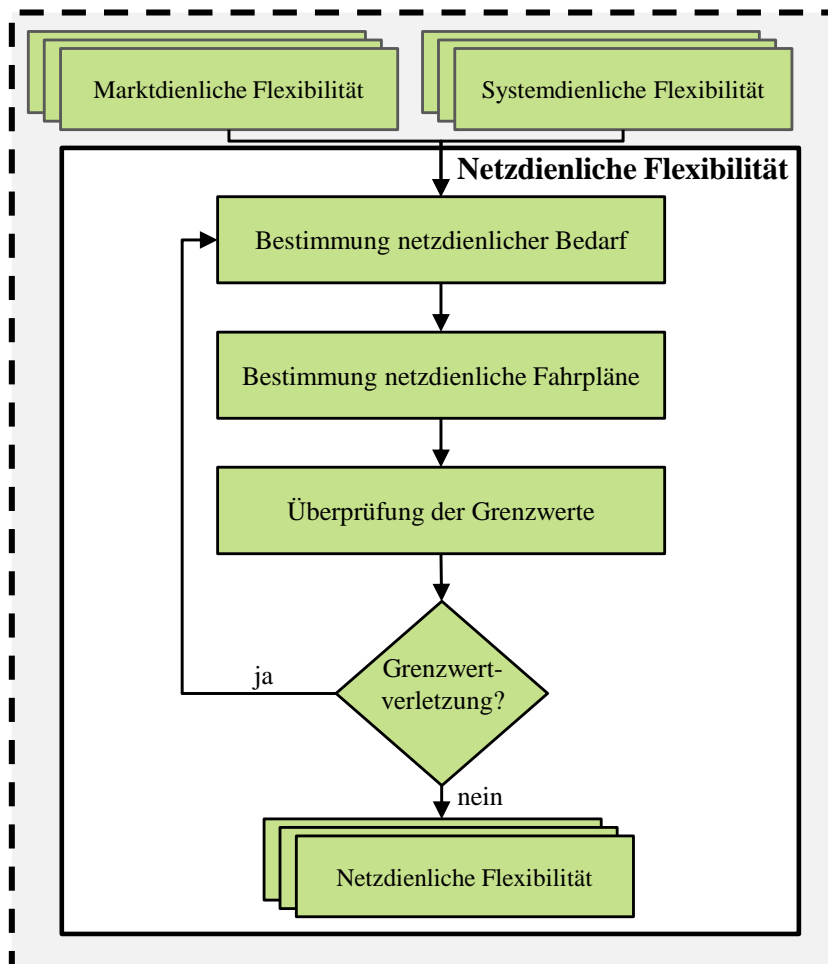 Marktdienliche Flexibilität
Systemdienliche Flexibilität
Netzdienliche Flexibilität
Bestimmung netzdienlicher Bedarf
Bestimmung netzdienliche Fahrpläne
Überprüfung der Grenzwerte
Grenzwert-
verletzung?
ja
nein
Netzdienliche Flexibilität